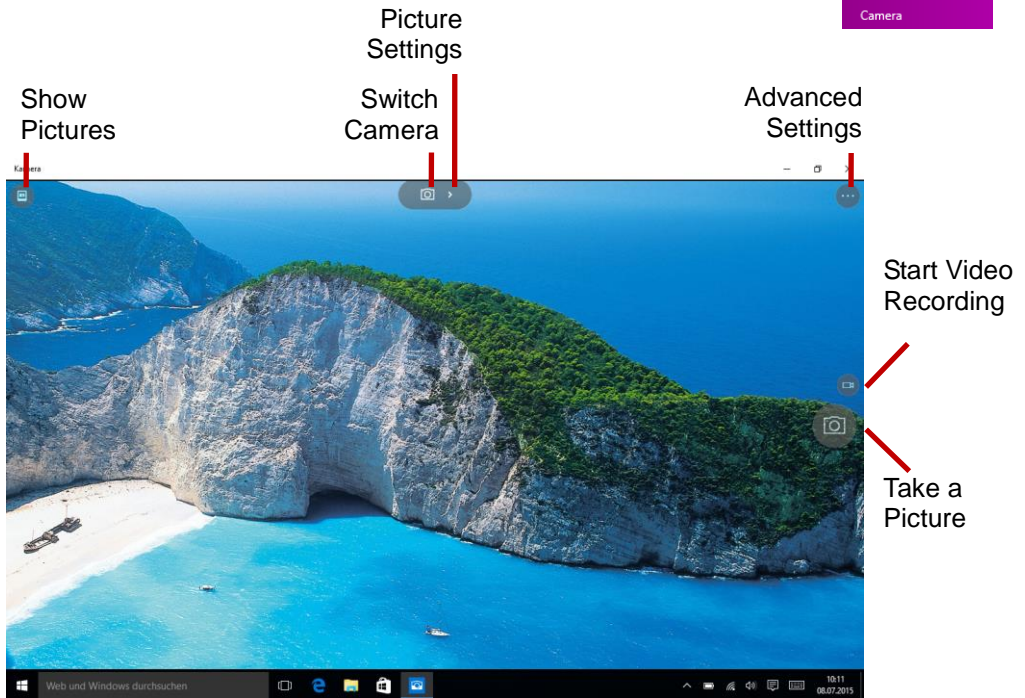 Camera
Picture
Settings
Show
Pictures
Switch
Camera
Advanced
Settings
Kamera
Start Video
Recording
Take a
Picture
Web und Windows durchsuchen
10:11
08.07.2015